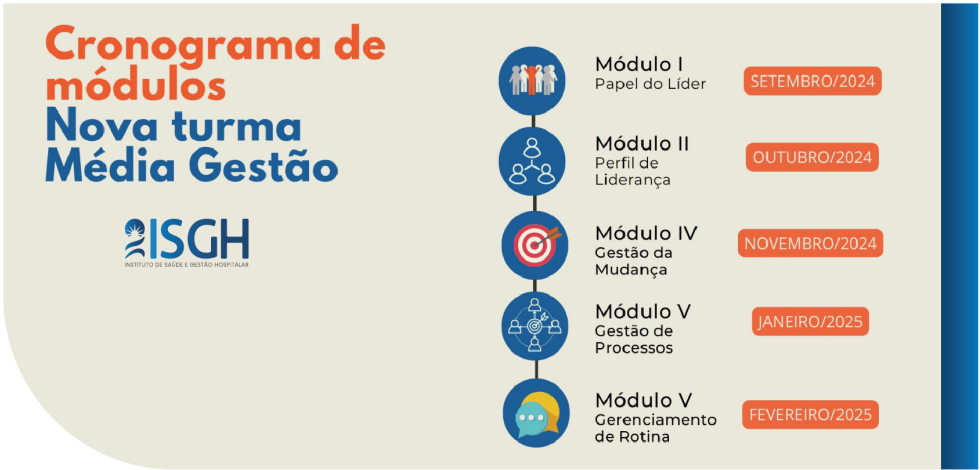 Cronograma de
módulos
Nova turma
Média Gestão
ISGH
INSTITUTO DE SAÚDE E GESTÃO HOSPITALAR
Módulo I
Papel do Líder
SETEMBRO/2024
Módulo II
Perfil de
Liderança
OUTUBRO/2024
Módulo IV
Gestão da
Mudança
NOVEMBRO/2024
Módulo V
Gestão de
Processos
JANEIRO/2025
Módulo V
Gerenciamento
de Rotina
FEVEREIRO/2025